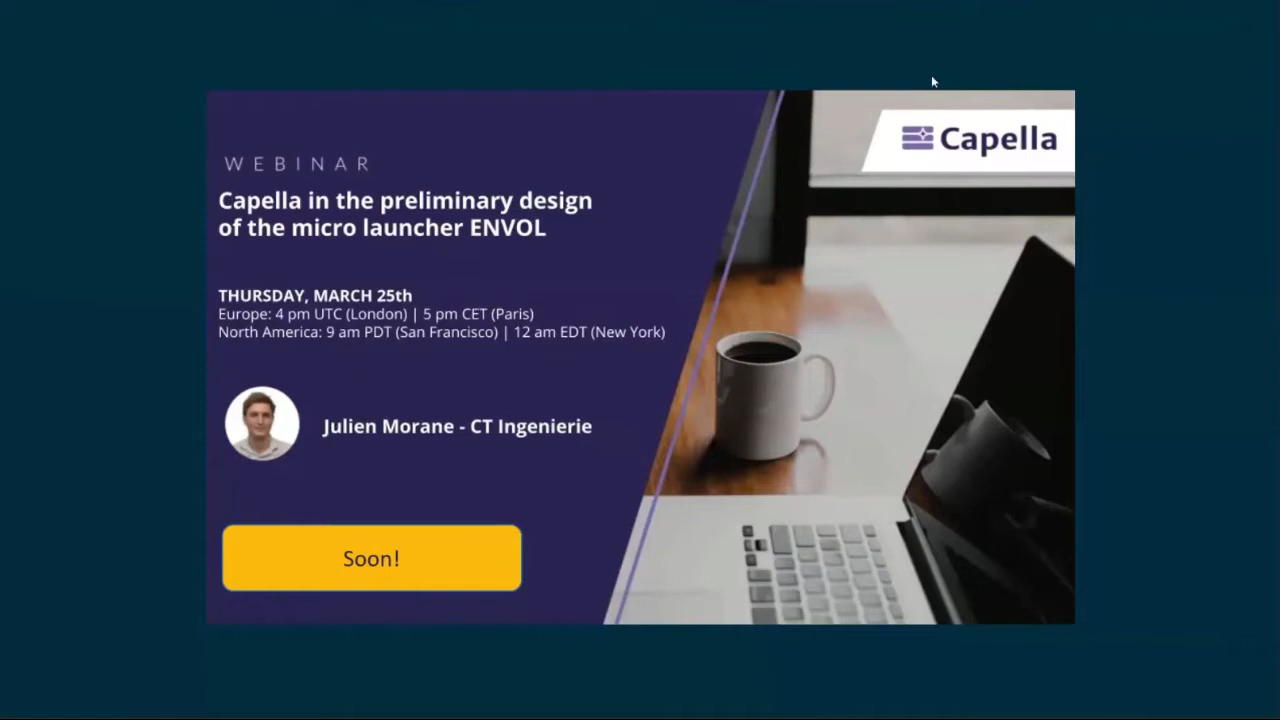 Capella
WEBINAR
Capella in the preliminary design
of the micro launcher ENVOL
THURSDAY, MARCH 25th
Europe: 4 pm UTC (London) | 5 pm CET (Paris)
North America: 9 am PDT (San Francisco) | 12 am EDT (New York)
Julien Morane - CT Ingenierie
Soon!